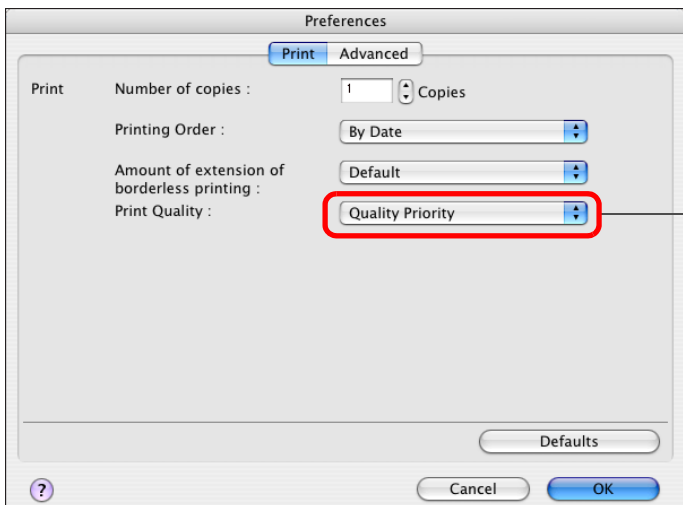 Preferences
Print Advanced
Print Number of copies : 1 Copies
Printing Order : By Date
Amount of extension of
borderless printing : Default
Print Quality : Quality Priority
Defaults
? Cancel OK